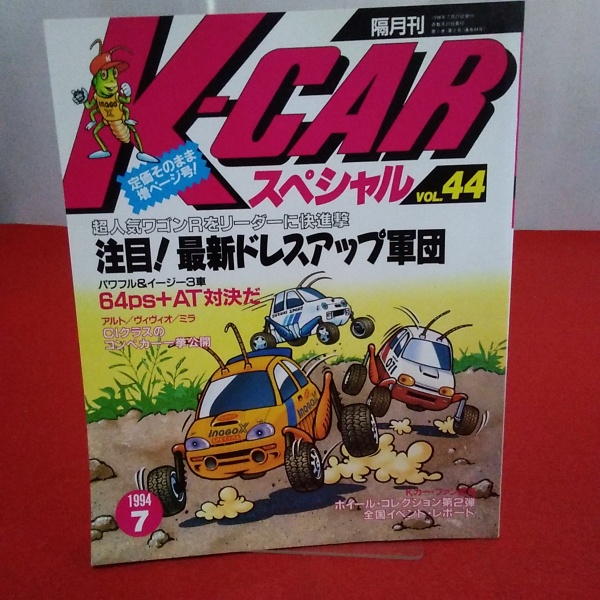 隔月刊
K-CAR
スペシャル
VOL.44
定価そのまま
増ページ号!
超人気ワゴンRをリーダーに快進撃
注目!最新ドレスアップ軍団
パワフル&イージー3車
64ps+AT対決だ
アルト/ヴィヴィオ/ミラ
C!クラスの
コンペカー一挙公開
inagoX
1994
7
ホイール・コレクション第2弾
全国イベント・レポート